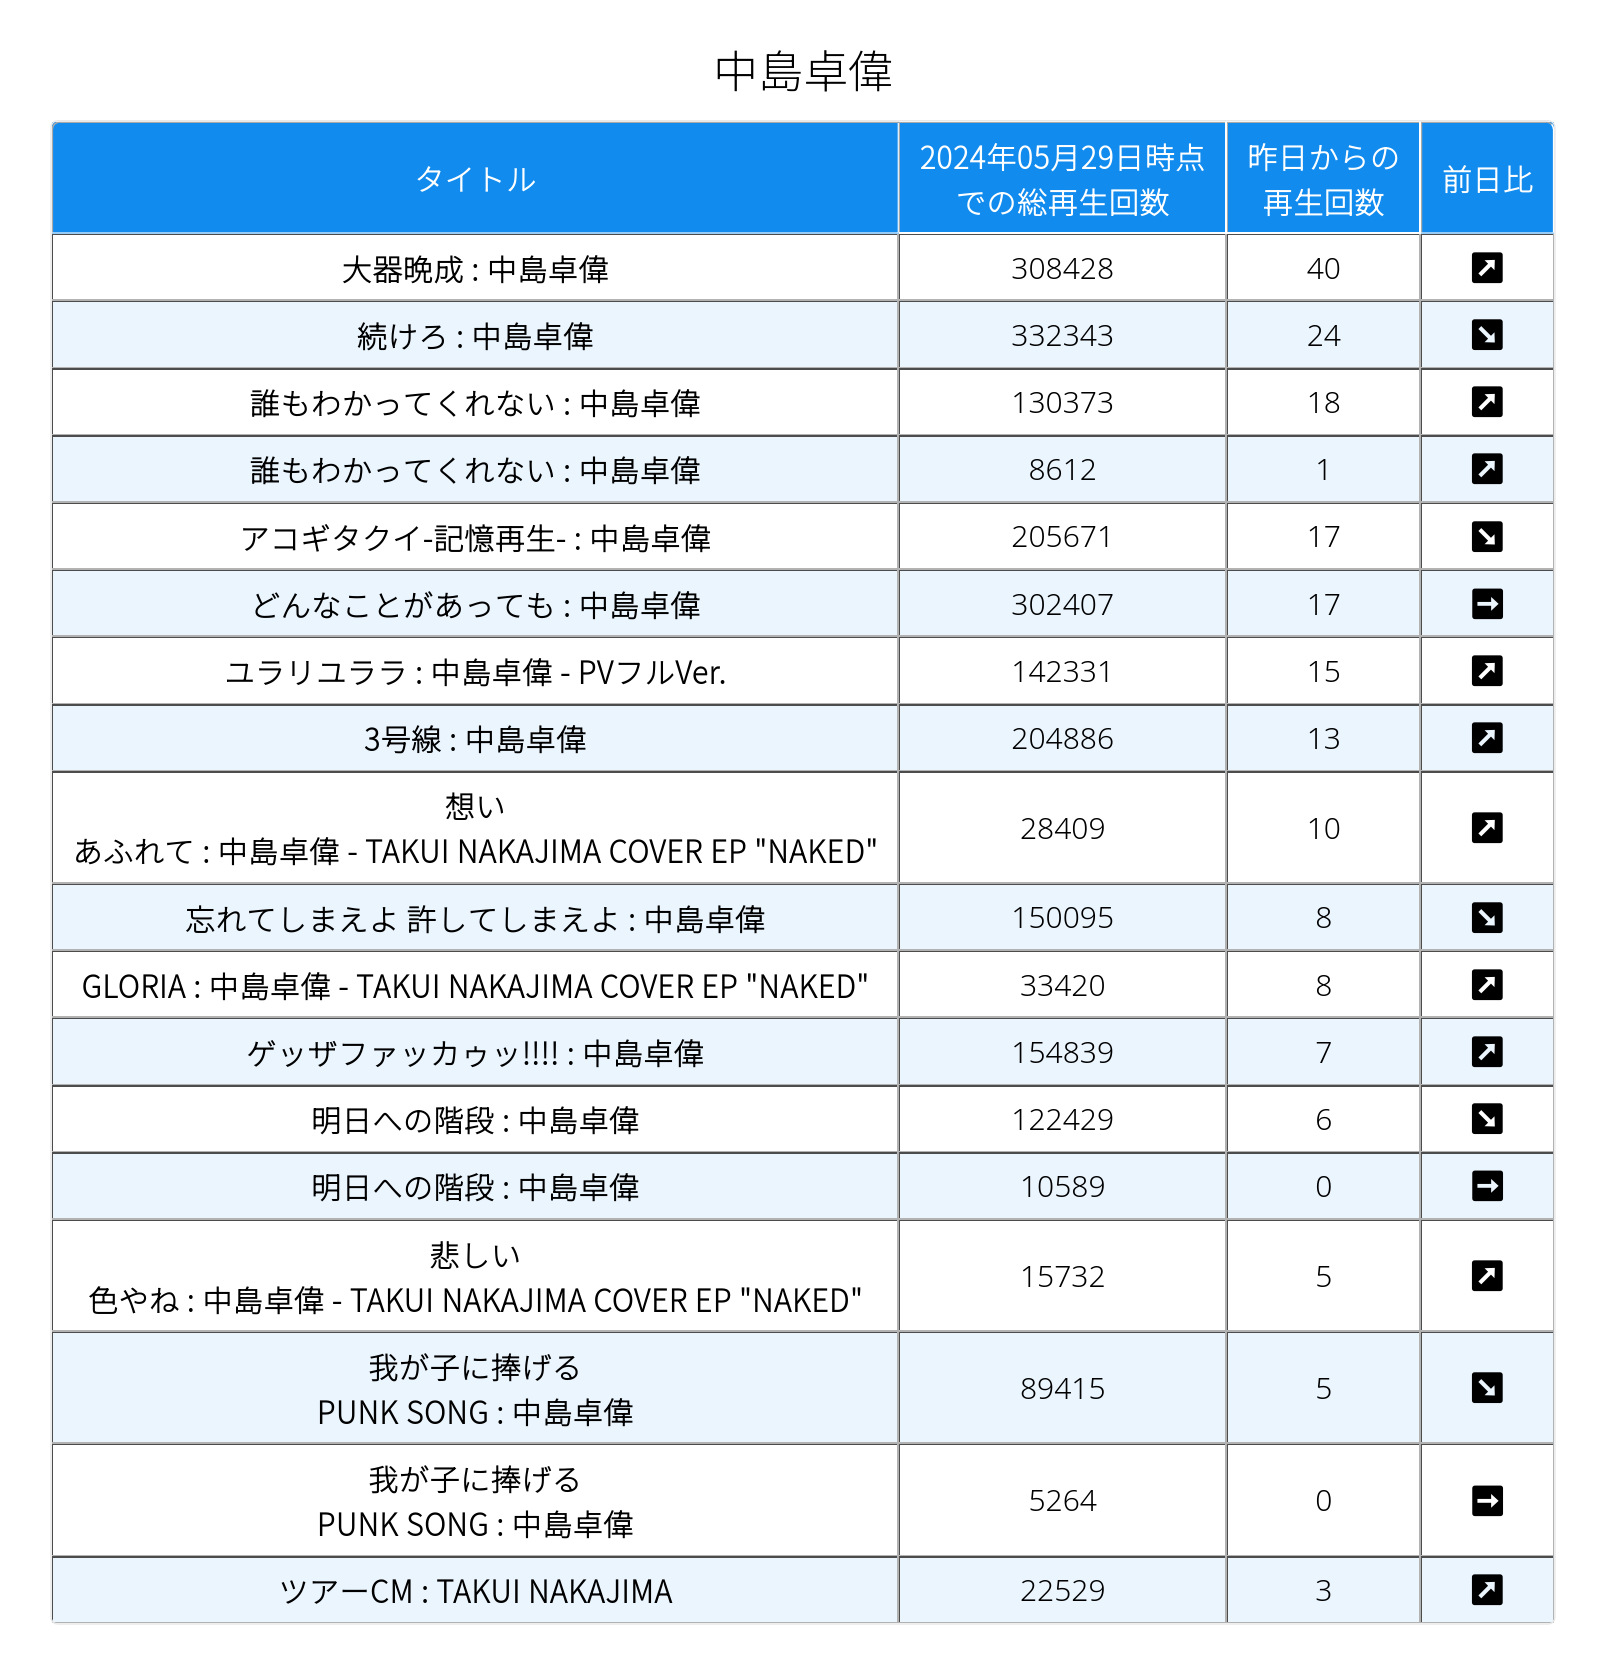 中島卓偉
タイトル
2024年05月29日時点
での総再生回数
昨日からの
再生回数
前日比
大器晩成 : 中島卓偉 308428 40 ↗
続けろ : 中島卓偉 332343 24 ↘
誰もわかってくれない : 中島卓偉 130373 18 ↗
誰もわかってくれない : 中島卓偉 8612 1 ↗
アコギタクイ-記憶再生- : 中島卓偉 205671 17 ↘
どんなことがあっても : 中島卓偉 302407 17 →
ユラリユララ : 中島卓偉 - PVフルVer. 142331 15 ↗
3号線 : 中島卓偉 204886 13 ↗
想い
あふれて : 中島卓偉 - TAKUI NAKAJIMA COVER EP "NAKED" 28409 10 ↗
忘れてしまえよ 許してしまえよ : 中島卓偉 150095 8 ↘
GLORIA : 中島卓偉 - TAKUI NAKAJIMA COVER EP "NAKED" 33420 8 ↗
ゲッザファッカゥッ!!!! : 中島卓偉 154839 7 ↗
明日への階段 : 中島卓偉 122429 6 ↘
明日への階段 : 中島卓偉 10589 0 →
悲しい
色やね : 中島卓偉 - TAKUI NAKAJIMA COVER EP "NAKED" 15732 5 ↗
我が子に捧げる
PUNK SONG : 中島卓偉 89415 5 ↘
我が子に捧げる
PUNK SONG : 中島卓偉 5264 0 →
ツアーCM : TAKUI NAKAJIMA 22529 3 ↗